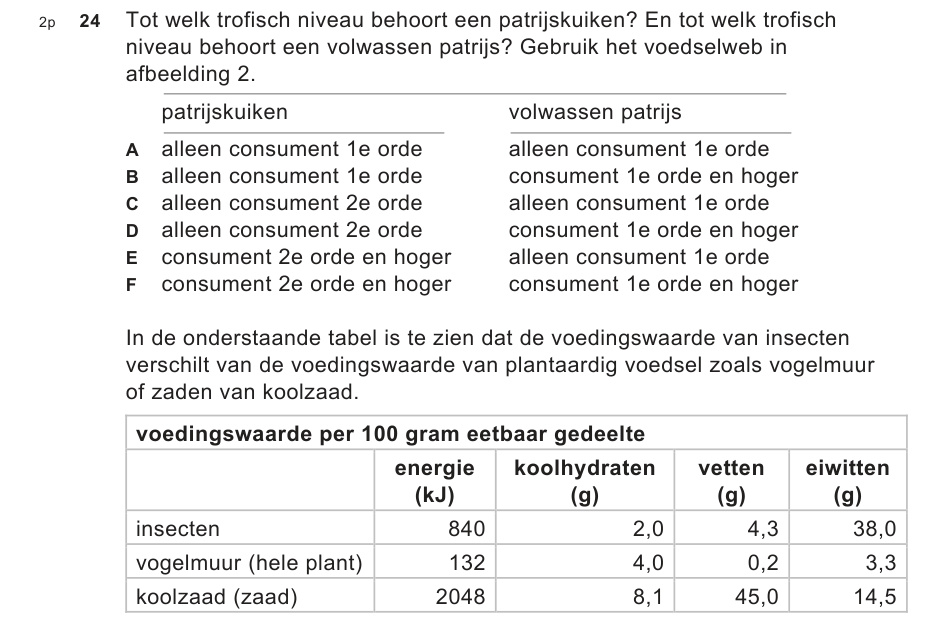 2p 24 Tot welk trofisch niveau behoort een patrijskuiken? En tot welk trofisch
niveau behoort een volwassen patrijs? Gebruik het voedselweb in
afbeelding 2.
patrijskuiken volwassen patrijs
A alleen consument 1e orde alleen consument 1e orde
B alleen consument 1e orde consument 1e orde en hoger
C alleen consument 2e orde alleen consument 1e orde
D alleen consument 2e orde consument 1e orde en hoger
E consument 2e orde en hoger alleen consument 1e orde
F consument 2e orde en hoger consument 1e orde en hoger
In de onderstaande tabel is te zien dat de voedingswaarde van insecten
verschilt van de voedingswaarde van plantaardig voedsel zoals vogelmuur
of zaden van koolzaad.
voedingswaarde per 100 gram eetbaar gedeelte
energie koolhydraten vetten eiwitten
(kJ) (g) (g) (g)
insecten 840 2,0 4,3 38,0
vogelmuur (hele plant) 132 4,0 0,2 3,3
koolzaad (zaad) 2048 8,1 45,0 14,5